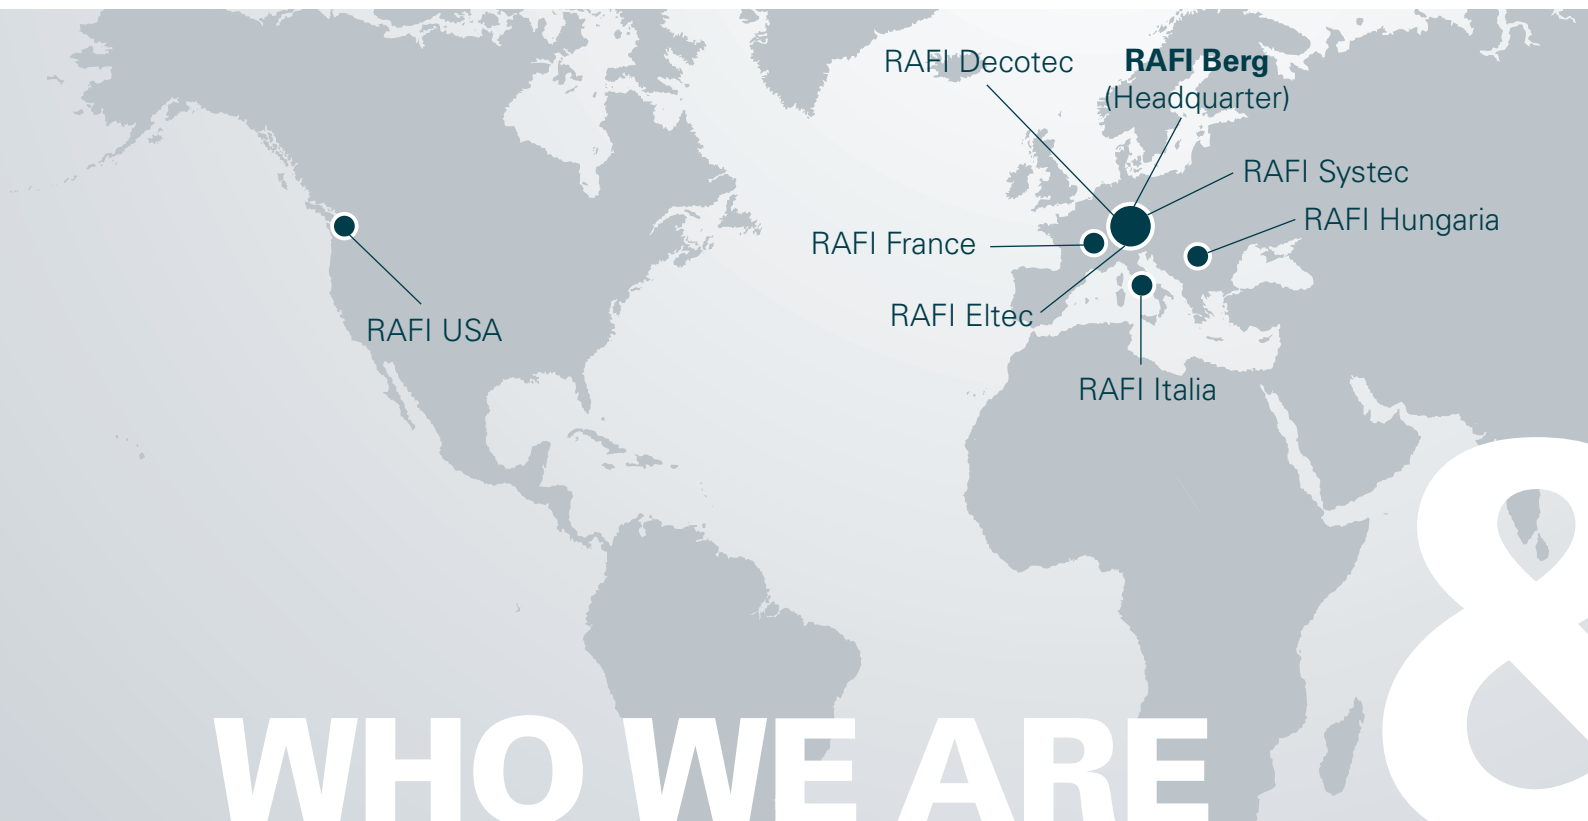 RAFI Decotec
RAFI Berg
(Headquarter)
RAFI Systec
RAFI Hungaria
RAFI France
RAFI Eltec
RAFI USA
RAFI Italia
&
WHO WE ARE